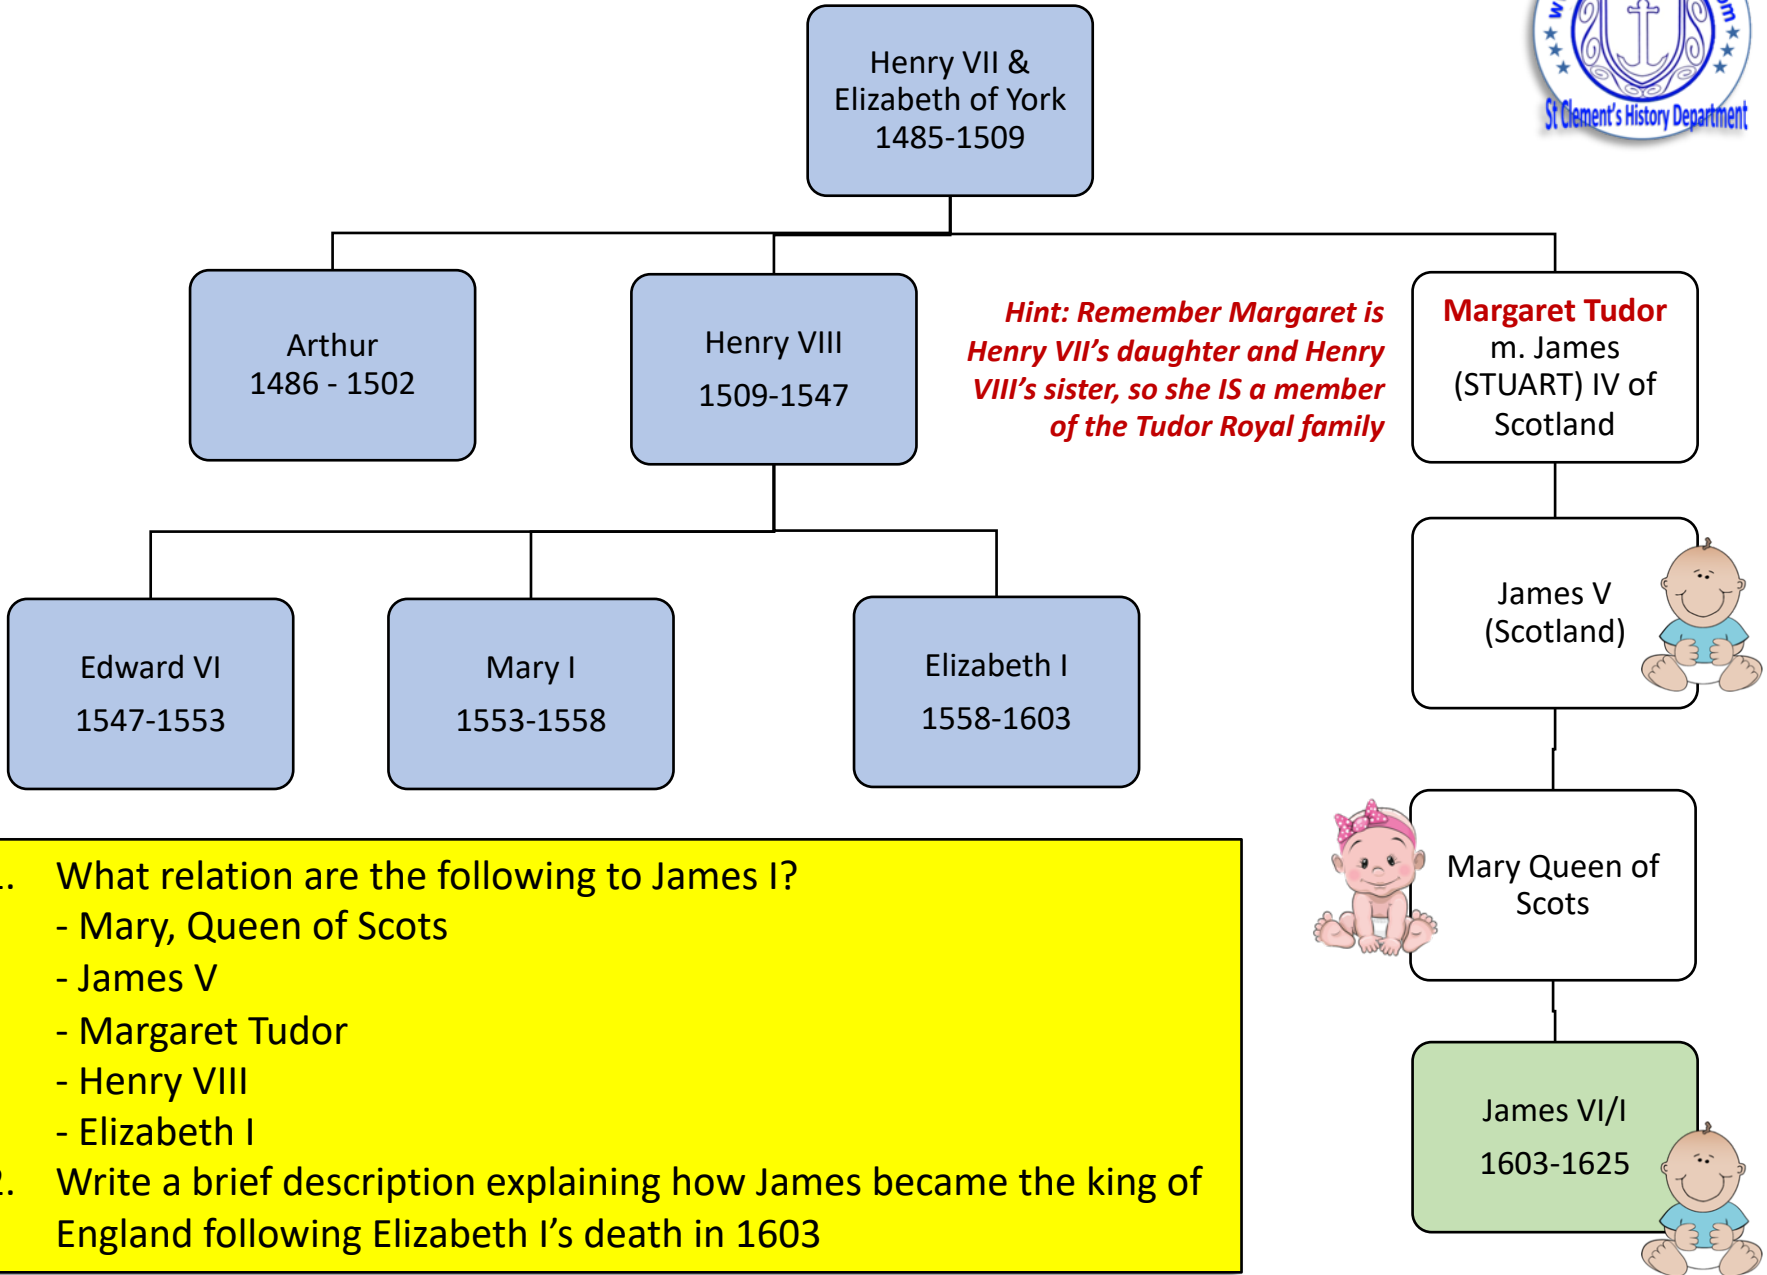 Henry VII &
Elizabeth of York
1485-1509
St Clement's History Department
Arthur
1486 - 1502
Henry VIII
1509-1547
Hint: Remember Margaret is
Henry VII’s daughter and Henry
VIII’s sister, so she IS a member
of the Tudor Royal family
Margaret Tudor
m. James
(STUART) IV of
Scotland
James V
(Scotland)
Edward VI
1547-1553
Mary I
1553-1558
Elizabeth I
1558-1603
Mary Queen of
Scots
James VI/I
1603-1625
What relation are the following to James I?
- Mary, Queen of Scots
- James V
- Margaret Tudor
- Henry VIII
- Elizabeth I
Write a brief description explaining how James became the king of
England following Elizabeth I’s death in 1603